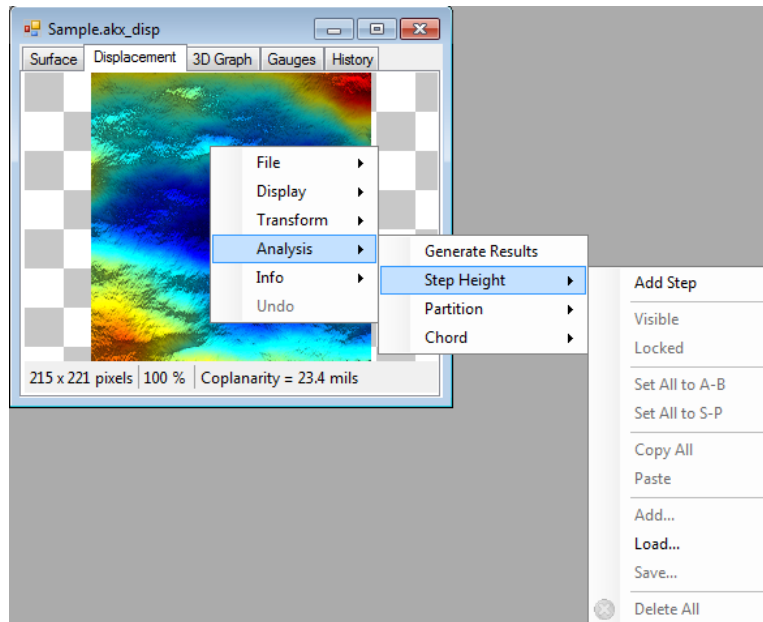 Sample.akx_disp
Surface Displacement 3D Graph Gauges History
File
Display
Transform
Analysis
Info
Undo
Generate Results
Step Height
Partition
Chord
Add Step
Visible
Locked
Set All to A-B
Set All to S-P
Copy All
Paste
Add...
Load...
Save...
Delete All
215 x 221 pixels 100 % Coplanarity = 23.4 mils